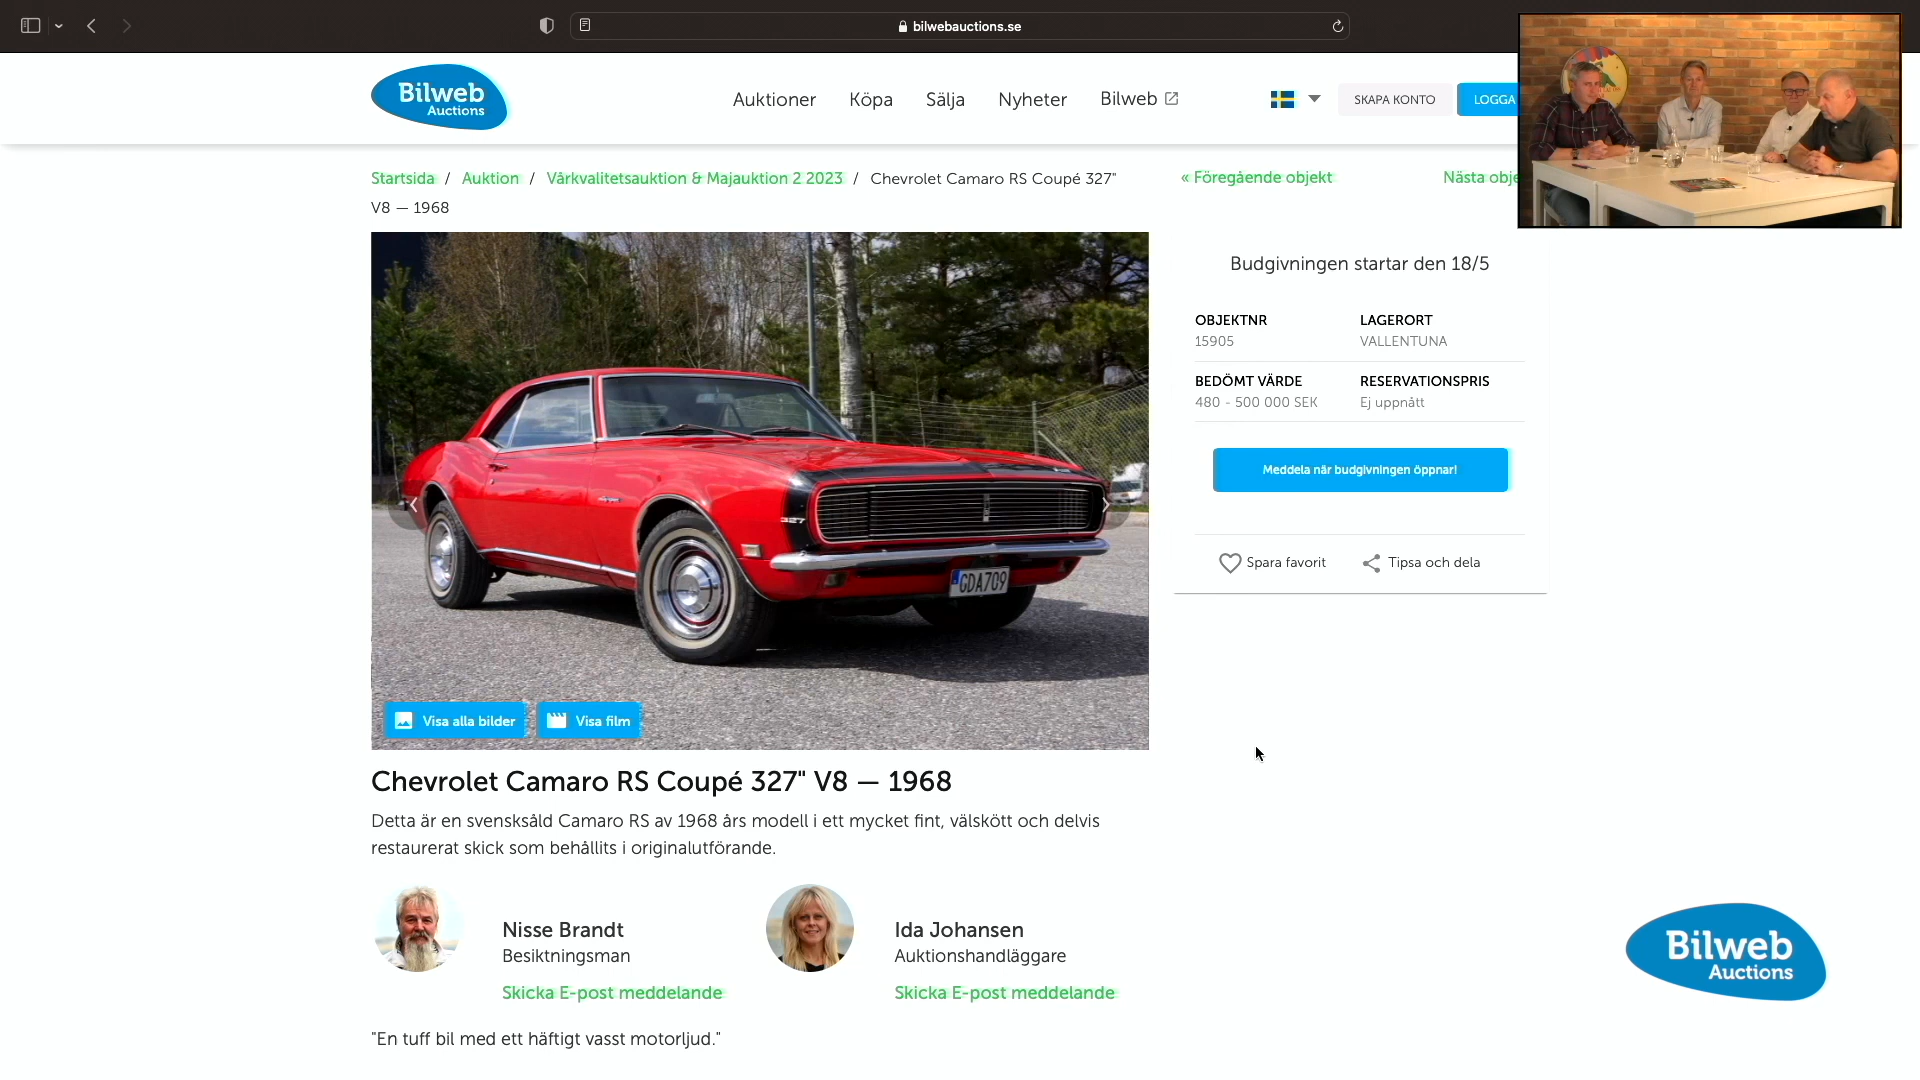 bilwebauctions.se
Bilweb
Auctions
Auktioner
Köpa
Sälja
Nyheter
Bilweb
SKAPA KONTO
LOGGA
Startsida / Auktion / Vårkvalitetsauktion & Majauktion 2 2023 / Chevrolet Camaro RS Coupé 327"
V8 — 1968
« Föregående objekt
Nästa obje
Budgivningen startar den 18/5
OBJEKTNR
15905
LAGERORT
VALLENTUNA
BEDÖMT VÄRDE
480 - 500 000 SEK
RESERVATIONSPRIS
Ej uppnått
Meddela når budgivningen öppnar!
Spara favorit
Tipsa och dela
327
GDA709
Visa alla bilder
Visa film
Chevrolet Camaro RS Coupé 327" V8 — 1968
Detta är en svensksåld Camaro RS av 1968 års modell i ett mycket fint, välskött och delvis
restaurerat skick som behållits i originalutförande.
Nisse Brandt
Besiktningsman
Skicka E-post meddelande
Ida Johansen
Auktionshandläggare
Skicka E-post meddelande
"En tuff bil med ett häftigt vasst motorljud."
Bilweb
Auctions